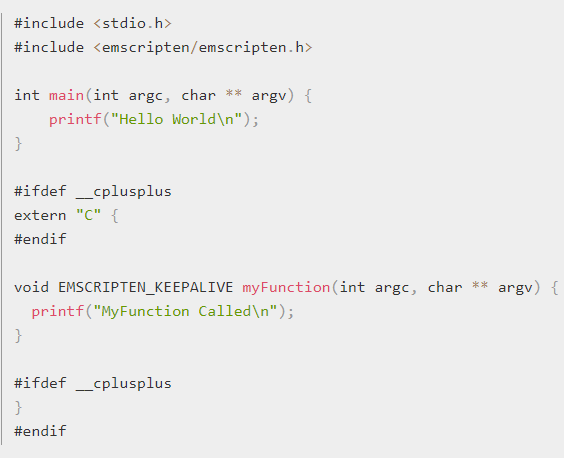 #include <stdio.h>
#include <emscripten/emscripten.h>

int main(int argc, char ** argv) {
    printf("Hello World\n");
}

#ifdef __cplusplus
extern "C" {
#endif

void EMSCRIPTEN_KEEPALIVE myFunction(int argc, char ** argv) {
  printf("MyFunction Called\n");
}

#ifdef __cplusplus
}
#endif